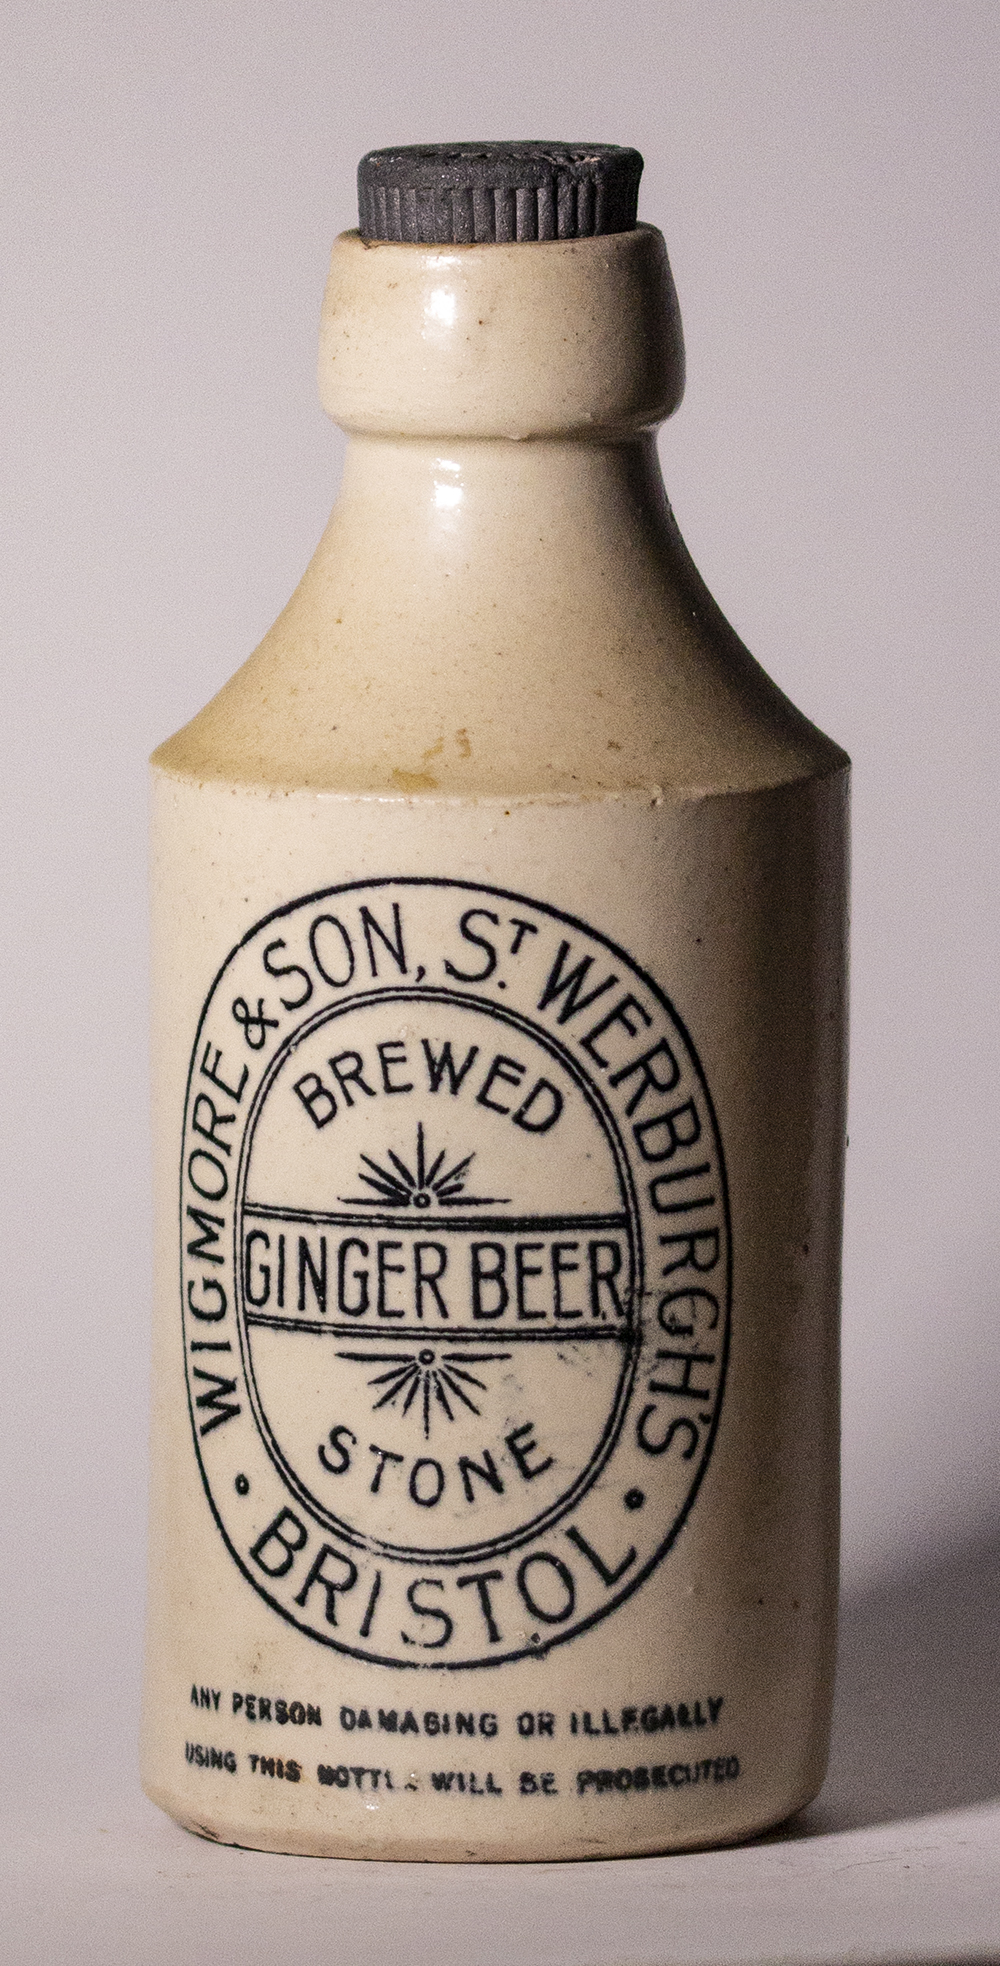 WIGMORE & SON, ST. WERBURGH'S
BREWED
GINGER BEER
STONE
• BRISTOL •
ANY PERSON DAMAGING OR ILLEGALLY
USING THIS BOTTLE WILL BE PROSECUTED